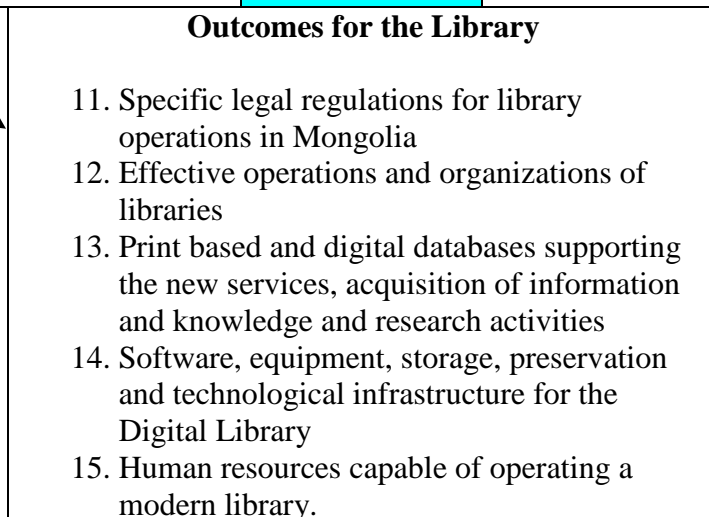 Outcomes for the Library
11. Specific legal regulations for library
operations in Mongolia
12. Effective operations and organizations of
libraries
13. Print based and digital databases supporting
the new services, acquisition of information
and knowledge and research activities
14. Software, equipment, storage, preservation
and technological infrastructure for the
Digital Library
15. Human resources capable of operating a
modern library.